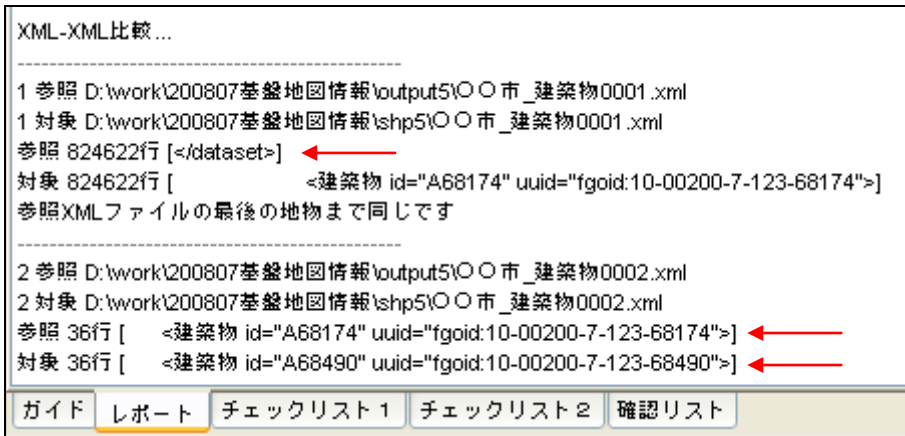 XML-XML比較...
------------------------------------------------
1 参照 D:\work\200807基盤地図情報\output5\〇〇市_建築物0001.xml
1 対象 D:\work\200807基盤地図情報\shp5\〇〇市_建築物0001.xml
参照 824622行 [</dataset>]
対象 824622行 [ <建築物 id="A68174" uuid="fgoid:10-00200-7-123-68174">]
参照XMLファイルの最後の地物まで同じです
------------------------------------------------
2 参照 D:\work\200807基盤地図情報\output5\〇〇市_建築物0002.xml
2 対象 D:\work\200807基盤地図情報\shp5\〇〇市_建築物0002.xml
参照 36行 [ <建築物 id="A68174" uuid="fgoid:10-00200-7-123-68174">]
対象 36行 [ <建築物 id="A68490" uuid="fgoid:10-00200-7-123-68490">]
ガイド レポート チェックリスト1 チェックリスト2 確認リスト